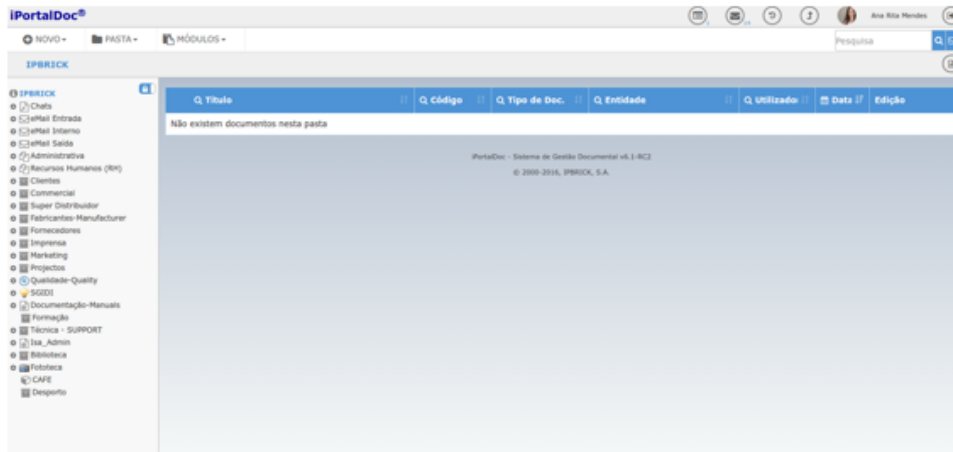 iPortalDoc®
Ana Rita Mendes
NOVO
PASTA
MÓDULOS
Pesquisa
IPBRICK
IPBRICK
Chats
eMail Entrada
eMail Interno
eMail Saída
Administrativa
Recursos Humanos (RH)
Clientes
Commercial
Super Distribuidor
Fabricantes-Manufacturer
Fornecedores
Imprensa
Marketing
Projectos
Qualidade-Quality
SGIDI
Documentação-Manuals
Formação
Técnica - SUPPORT
Isa_Admin
Biblioteca
Fototeca
CAFE
Desporto
Título Código Tipo de Doc. Entidade Utilizador Data Edição
Não existem documentos nesta pasta
iPortalDoc - Sistema de Gestão Documental v6.1-RC2
© 2000-2016, IPBRICK, S.A.